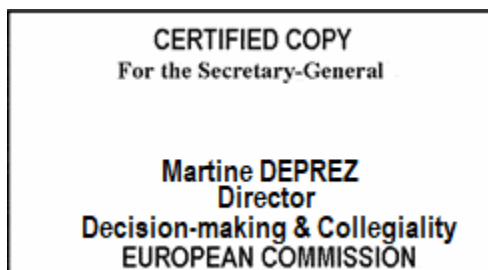 CERTIFIED COPY
For the Secretary-General
Martine DEPREZ
Director
Decision-making & Collegiality
EUROPEAN COMMISSION